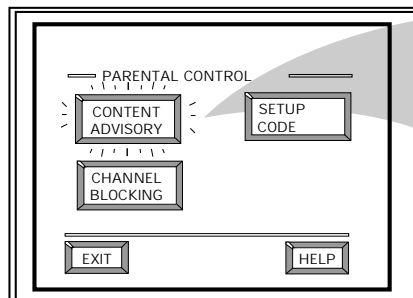 PARENTAL CONTROL
CONTENT
ADVISORY
SETUP
CODE
CHANNEL
BLOCKING
EXIT
HELP